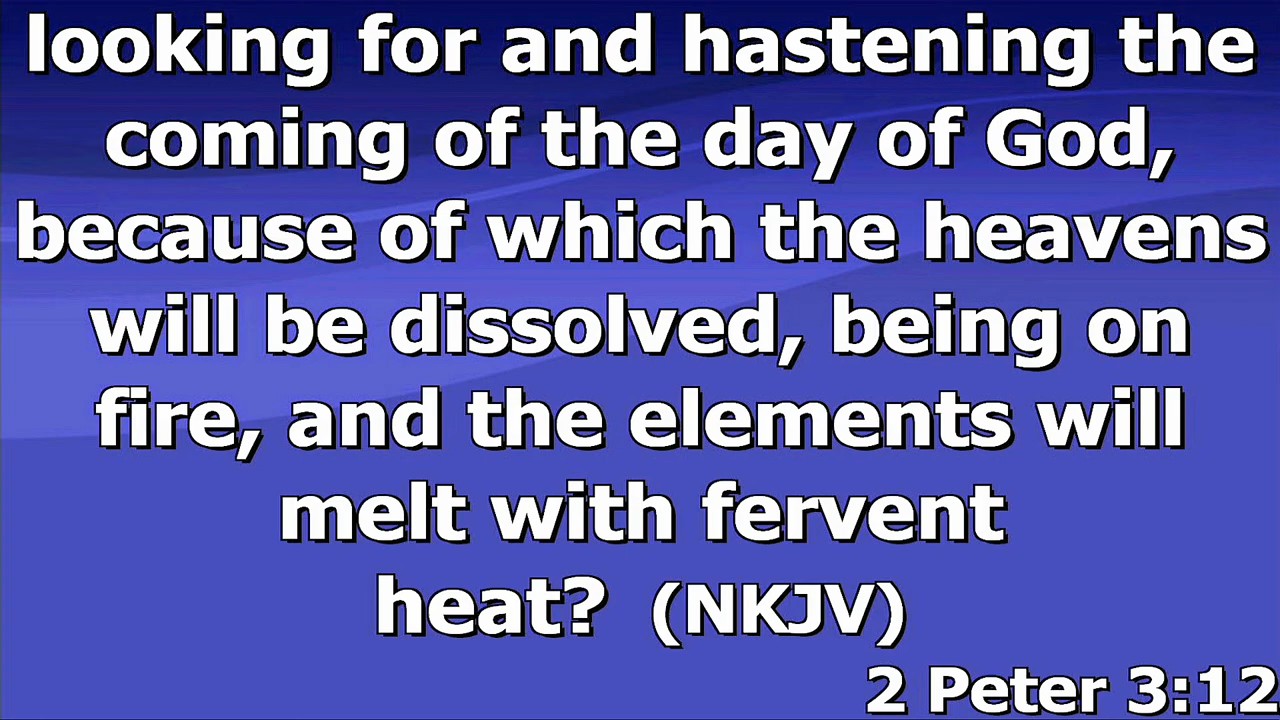 looking for and hastening the
coming of the day of God,
because of which the heavens
will be dissolved, being on
fire, and the elements will
melt with fervent
heat? (NKJV)
2 Peter 3:12